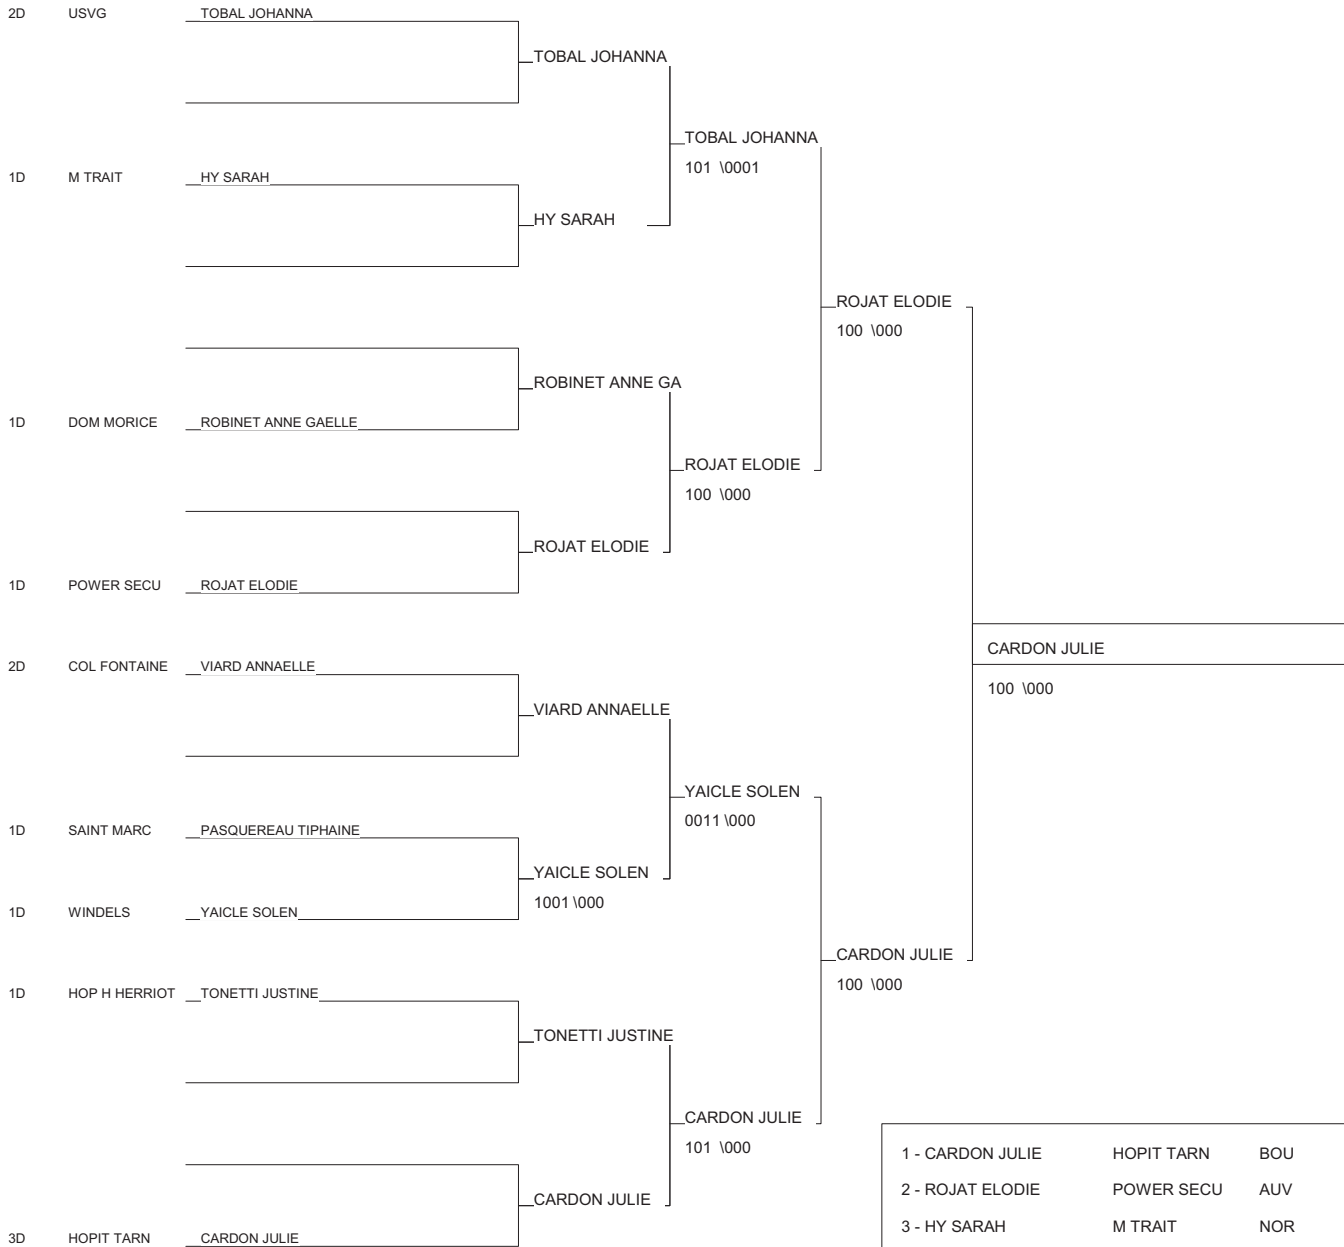 2D USVG TOBAL JOHANNA
TOBAL JOHANNA
TOBAL JOHANNA
101 \0001
1D M TRAIT HY SARAH
HY SARAH
ROJAT ELODIE
100 \000
ROBINET ANNE GA
1D DOM MORICE ROBINET ANNE GAELLE
ROJAT ELODIE
100 \000
ROJAT ELODIE
1D POWER SECU ROJAT ELODIE
CARDON JULIE
100 \000
2D COL FONTAINE VIARD ANNAELLE
VIARD ANNAELLE
YAICLE SOLEN
0011 \000
1D SAINT MARC PASQUEREAU TIPHAINE
YAICLE SOLEN
1001 \000
1D WINDELS YAICLE SOLEN
CARDON JULIE
100 \000
1D HOP H HERRIOT TONETTI JUSTINE
TONETTI JUSTINE
CARDON JULIE
101 \000
CARDON JULIE
3D HOPIT TARN CARDON JULIE
1 - CARDON JULIE HOPIT TARN BOU
2 - ROJAT ELODIE POWER SECU AUV
3 - HY SARAH M TRAIT NOR